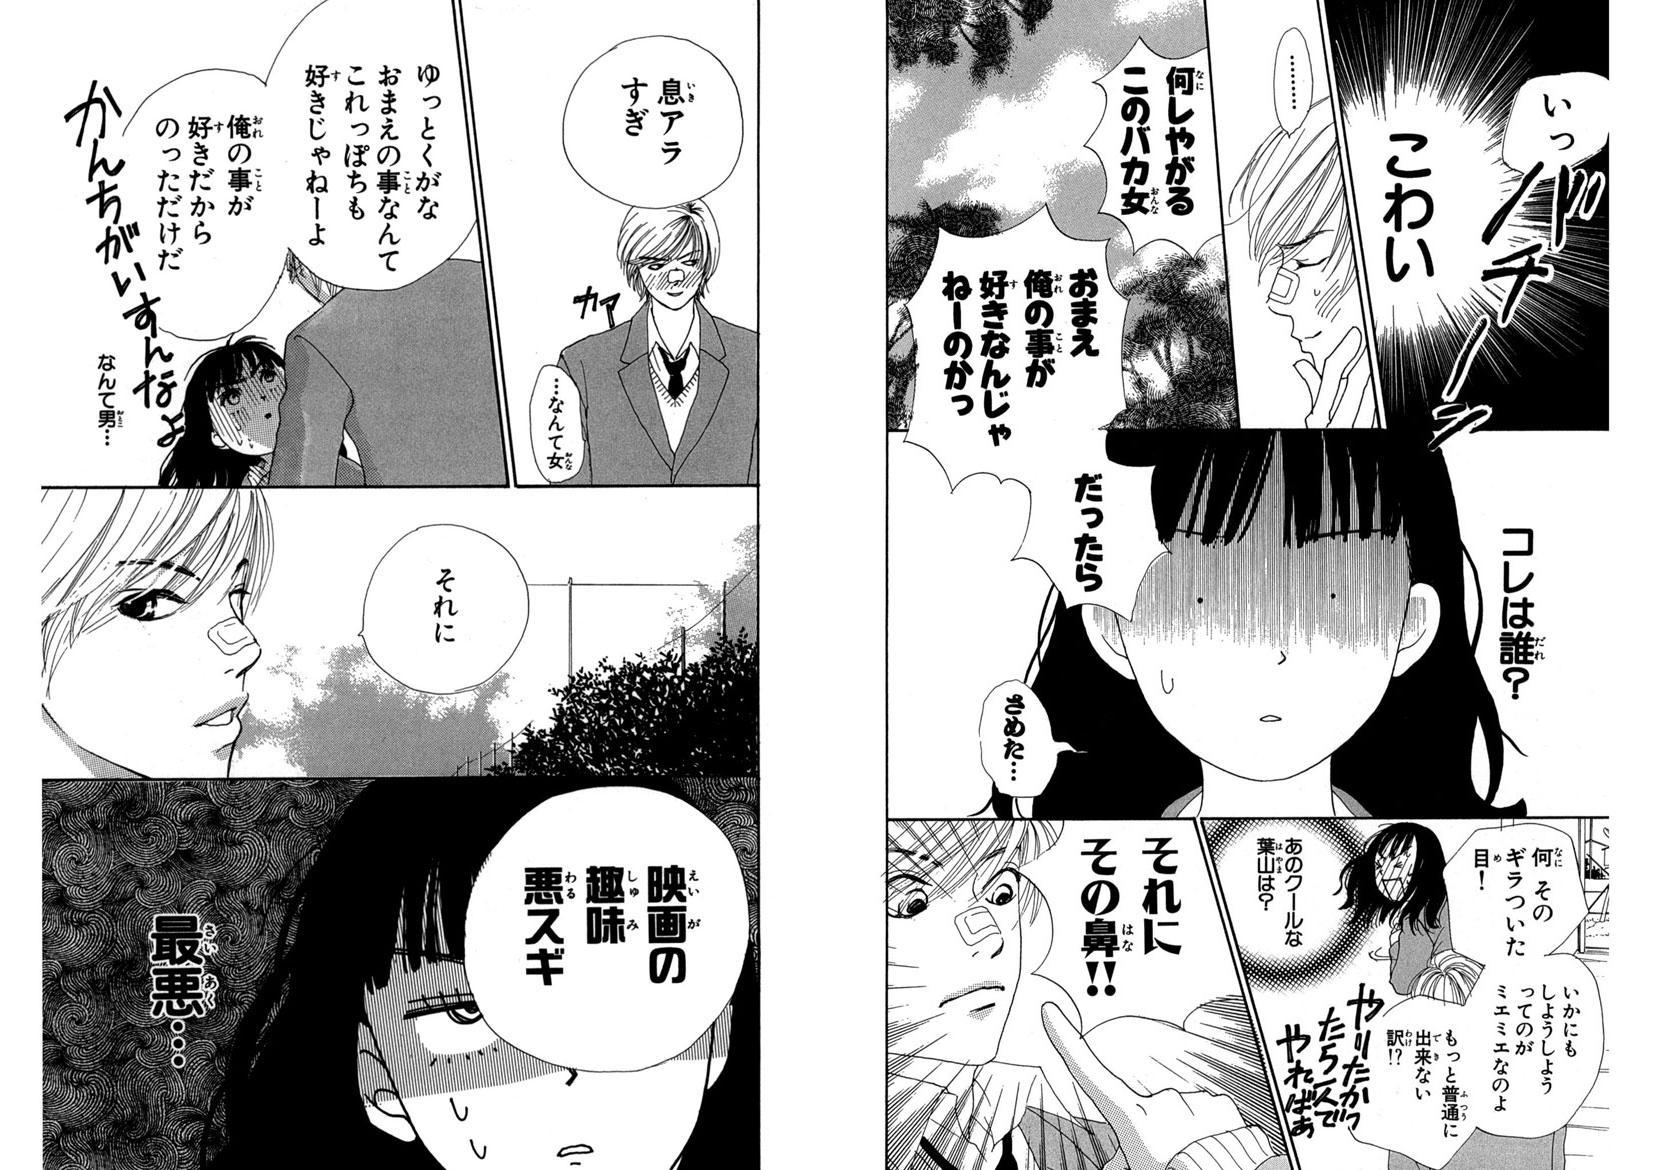 いっ
バチーン
こわい
………
何しやがる
このバカ女
おまえ
俺の事が
好きなんじゃ
ねーのかっ
だったら
コレは誰?
さめた…
何 その
ギラついた
目!
いかにも
しようしよう
ってのが
ミエミエなのよ
もっと普通に
出来ない
訳!?
やりたかっ
たら一人で
やればぁ
あのクールな
葉山は?
それに
その鼻!!
息アラ
すぎ
カァ
…なんて女
ゆっとくがな
おまえの事なんて
これっぽちも
好きじゃねーよ
俺の事が
好きだから
のっただけだ
かんちがいすんなよ
なんて男…
それに
映画の
趣味
悪スギ
最悪…